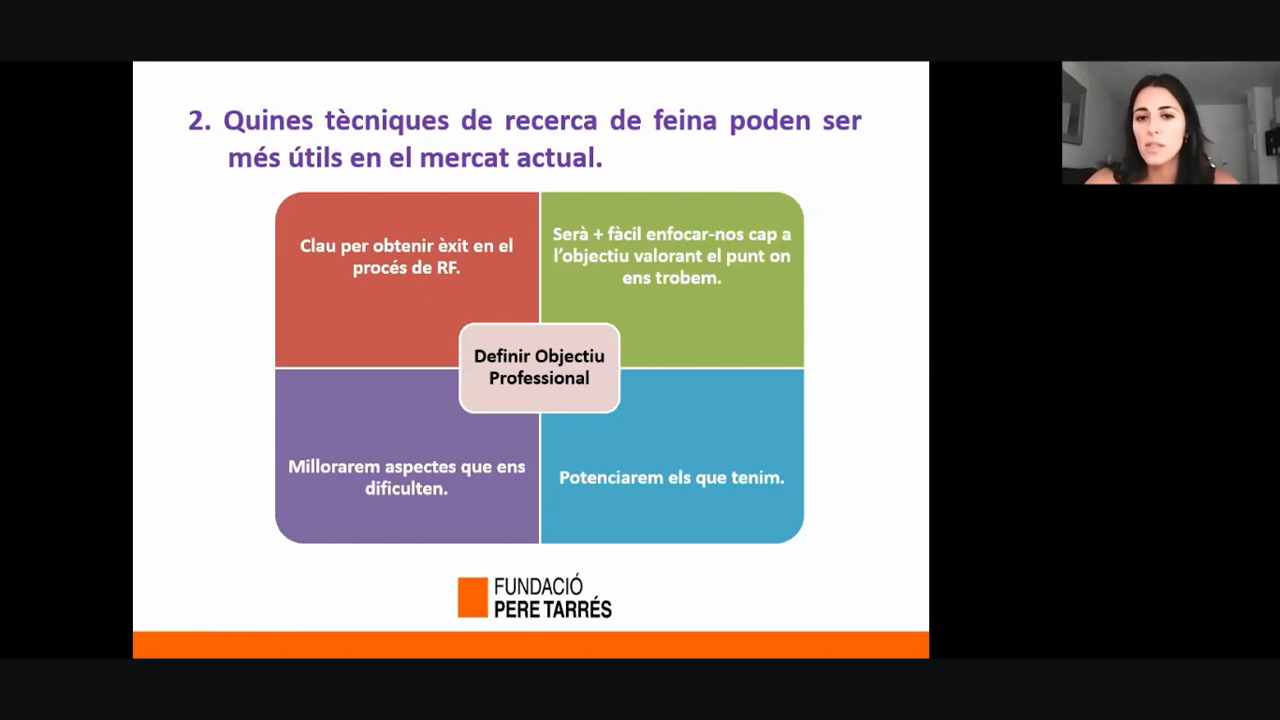 2. Quines tècniques de recerca de feina poden ser
més útils en el mercat actual.
Clau per obtenir èxit en el
procés de RF.
Serà + fàcil enfocar-nos cap a
l'objectiu valorant el punt on
ens trobem.
Definir Objectiu
Professional
Millorarem aspectes que ens
dificulten.
Potenciarem els que tenim.
FUNDACIÓ
PERE TARRÉS